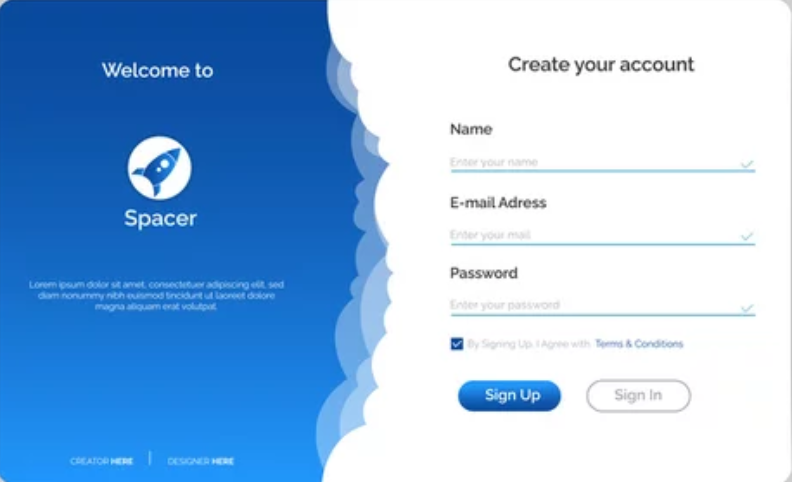 Welcome to
Spacer
Lorem ipsum dolor sit amet, consectetuer adipiscing elit, sed
diam nonummy nibh euismod tincidunt ut laoreet dolore
magna aliquam erat volutpat.
CREATOR HERE
DESIGNER HERE
Create your account
Name
Enter your name
E-mail Adress
Enter your mail
Password
Enter your password
By Signing Up, I Agree with Terms & Conditions
Sign Up
Sign In